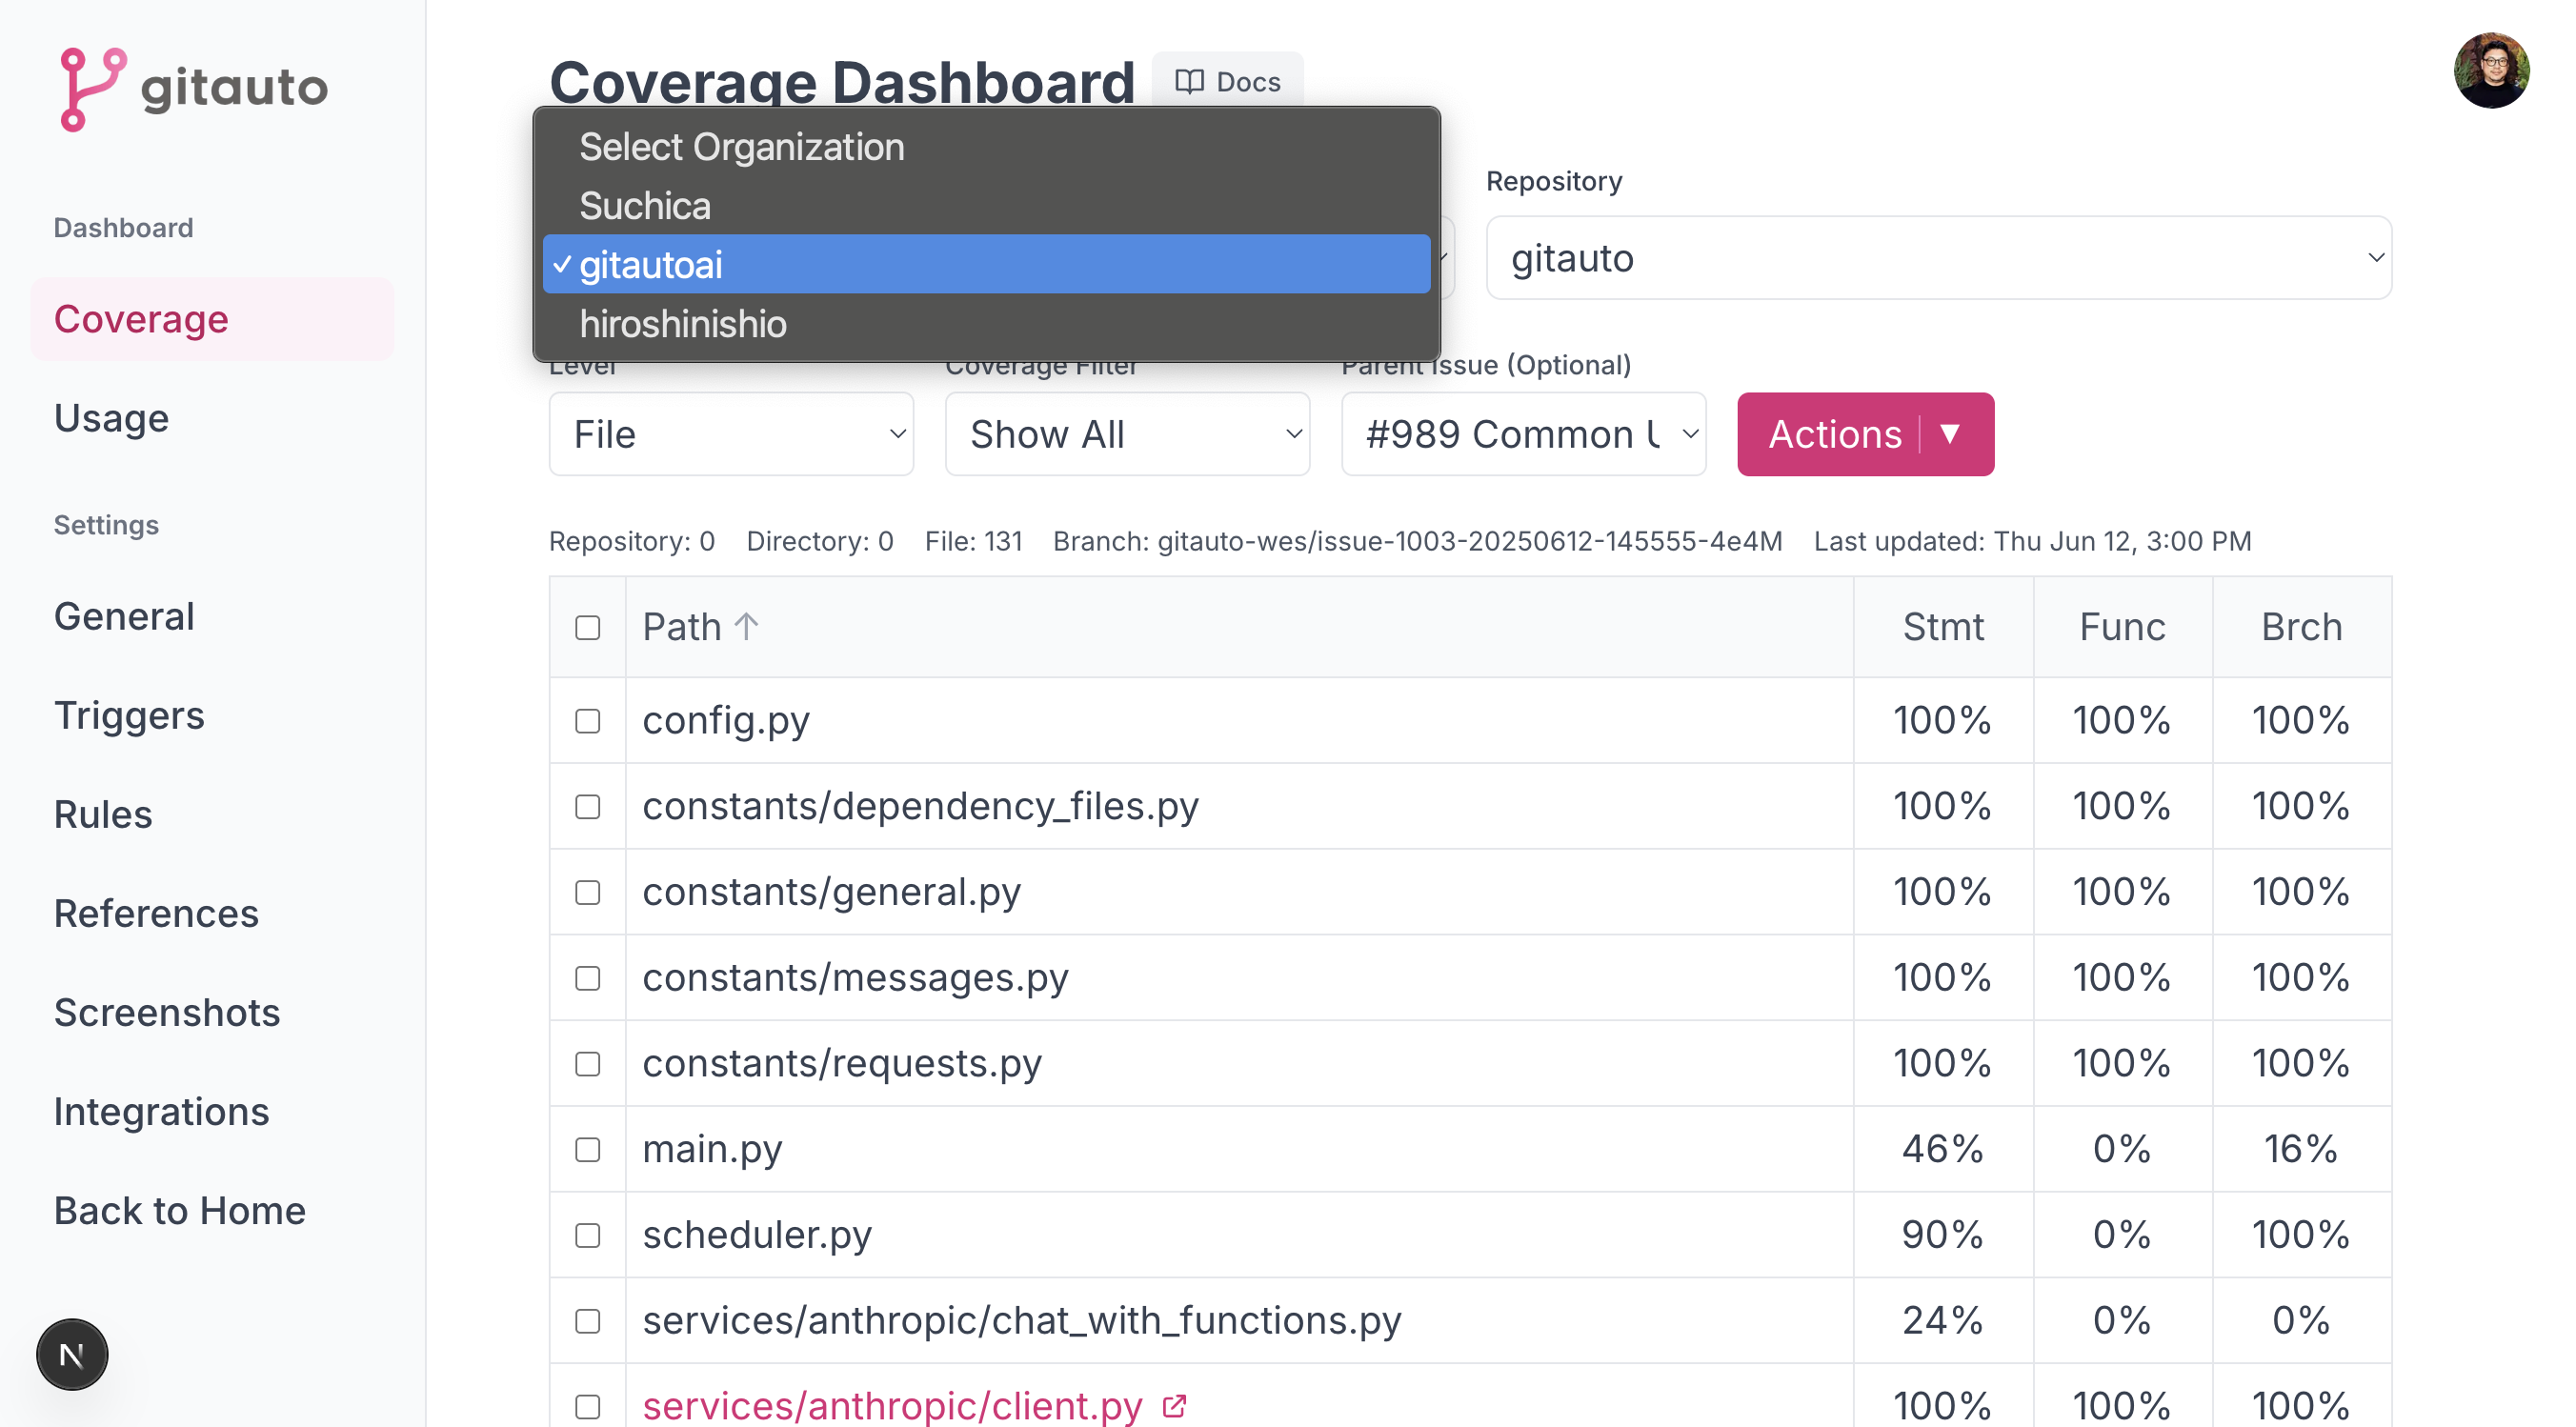 gitauto
Dashboard
Coverage
Usage
Settings
General
Triggers
Rules
References
Screenshots
Integrations
Back to Home
N
Coverage Dashboard
Docs
Select Organization
Suchica
✓ gitautoai
hiroshinishio
Repository
gitauto
Level Coverage Filter Parent Issue (Optional)
File Show All #989 Common U Actions ▼
Repository: 0 Directory: 0 File: 131 Branch: gitauto-wes/issue-1003-20250612-145555-4e4M Last updated: Thu Jun 12, 3:00 PM
Path ↑ Stmt Func Brch
config.py 100% 100% 100%
constants/dependency_files.py 100% 100% 100%
constants/general.py 100% 100% 100%
constants/messages.py 100% 100% 100%
constants/requests.py 100% 100% 100%
main.py 46% 0% 16%
scheduler.py 90% 0% 100%
services/anthropic/chat_with_functions.py 24% 0% 0%
services/anthropic/client.py 100% 100% 100%